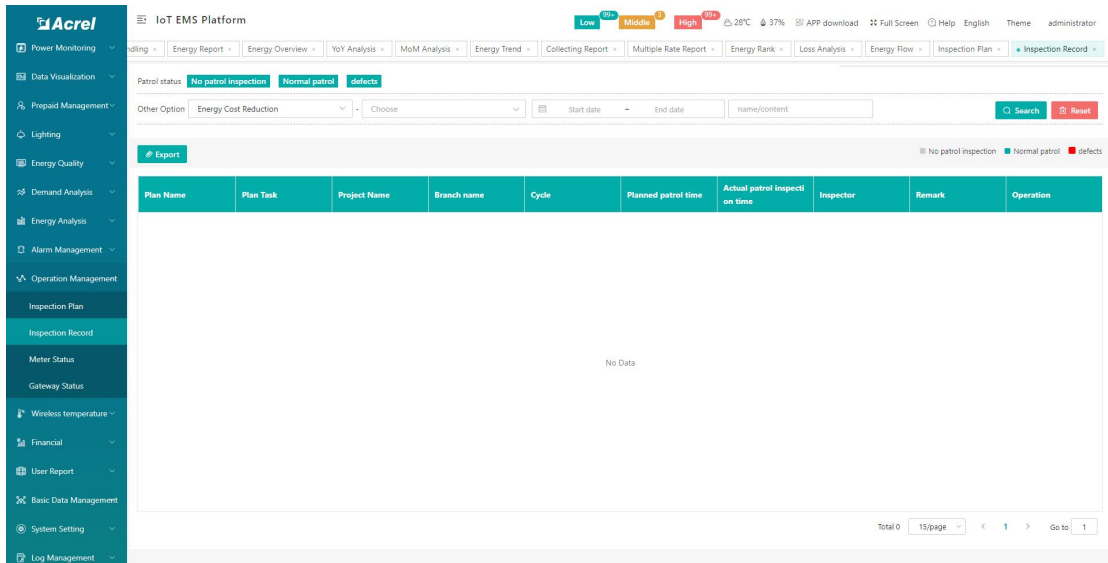 Acrel
IoT EMS Platform
Low 99+ Middle 3 High 99+ 28℃ 37% APP download Full Screen Help English Theme administrator
ndling × Energy Report × Energy Overview × YoY Analysis × MoM Analysis × Energy Trend × Collecting Report × Multiple Rate Report × Energy Rank × Loss Analysis × Energy Flow × Inspection Plan × Inspection Record ×
Power Monitoring
Data Visualization
Prepaid Management
Lighting
Energy Quality
Demand Analysis
Energy Analysis
Alarm Management
Operation Management
Inspection Plan
Inspection Record
Meter Status
Gateway Status
Wireless temperature
Financial
User Report
Basic Data Management
System Setting
Log Management
Patrol status No patrol inspection Normal patrol defects
Other Option Energy Cost Reduction - Choose Start date ~ End date name/content Search Reset
Export No patrol inspection Normal patrol defects
Plan Name Plan Task Project Name Branch name Cycle Planned patrol time Actual patrol inspecti
on time Inspector Remark Operation
No Data
Total 0 15/page < 1 > Go to 1